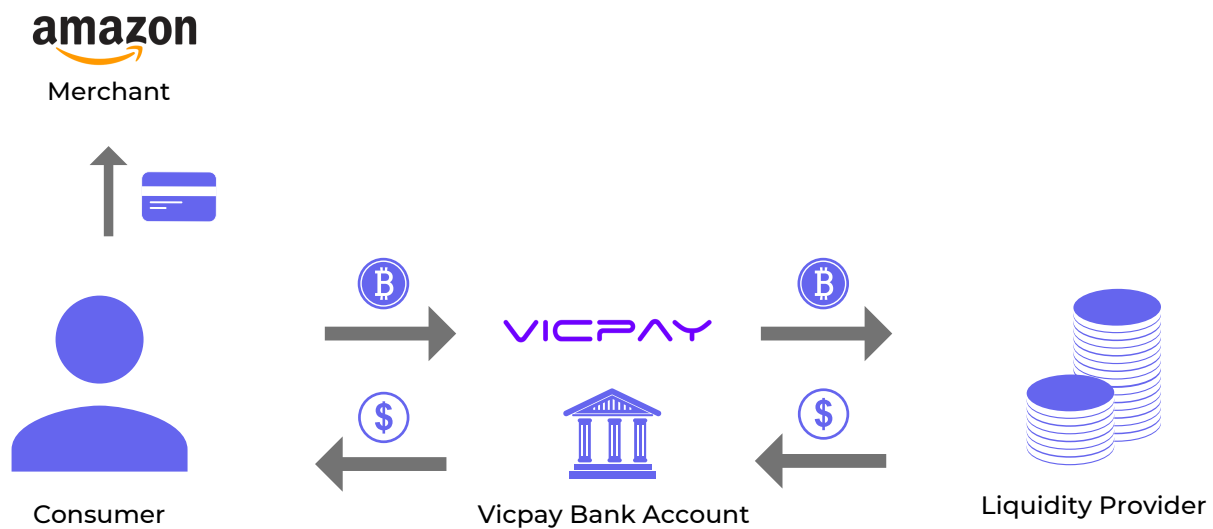 amazon
Merchant
₿
₿
VICPAY
$
$
Consumer
Vicpay Bank Account
Liquidity Provider